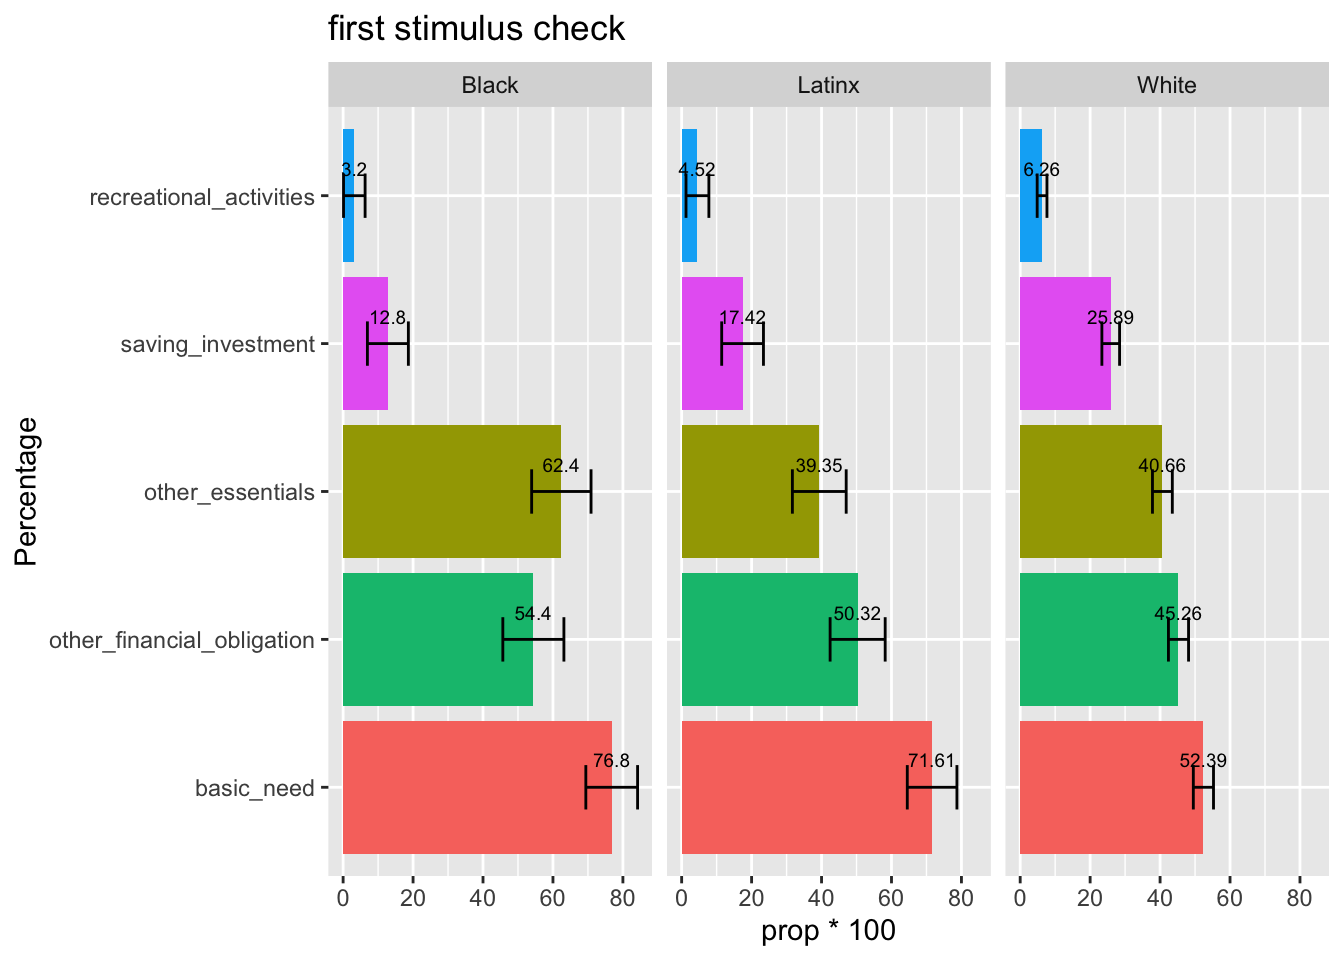 first stimulus check
Black
Latinx
White
Percentage
recreational_activities
3.2
4.52
6.26
saving_investment
12.8
17.42
25.89
other_essentials
62.4
39.35
40.66
other_financial_obligation
54.4
50.32
45.26
basic_need
76.8
71.61
52.39
0 20 40 60 80
0 20 40 60 80
0 20 40 60 80
prop * 100